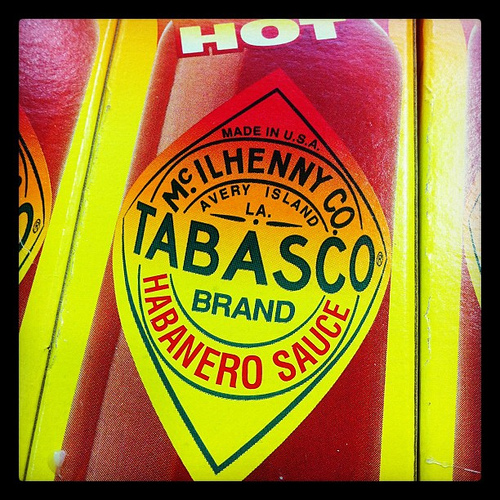 HOT
MADE IN U.S.A.
McILHENNY CO.
AVERY ISLAND
LA.
TABASCO®
BRAND
HABANERO SAUCE